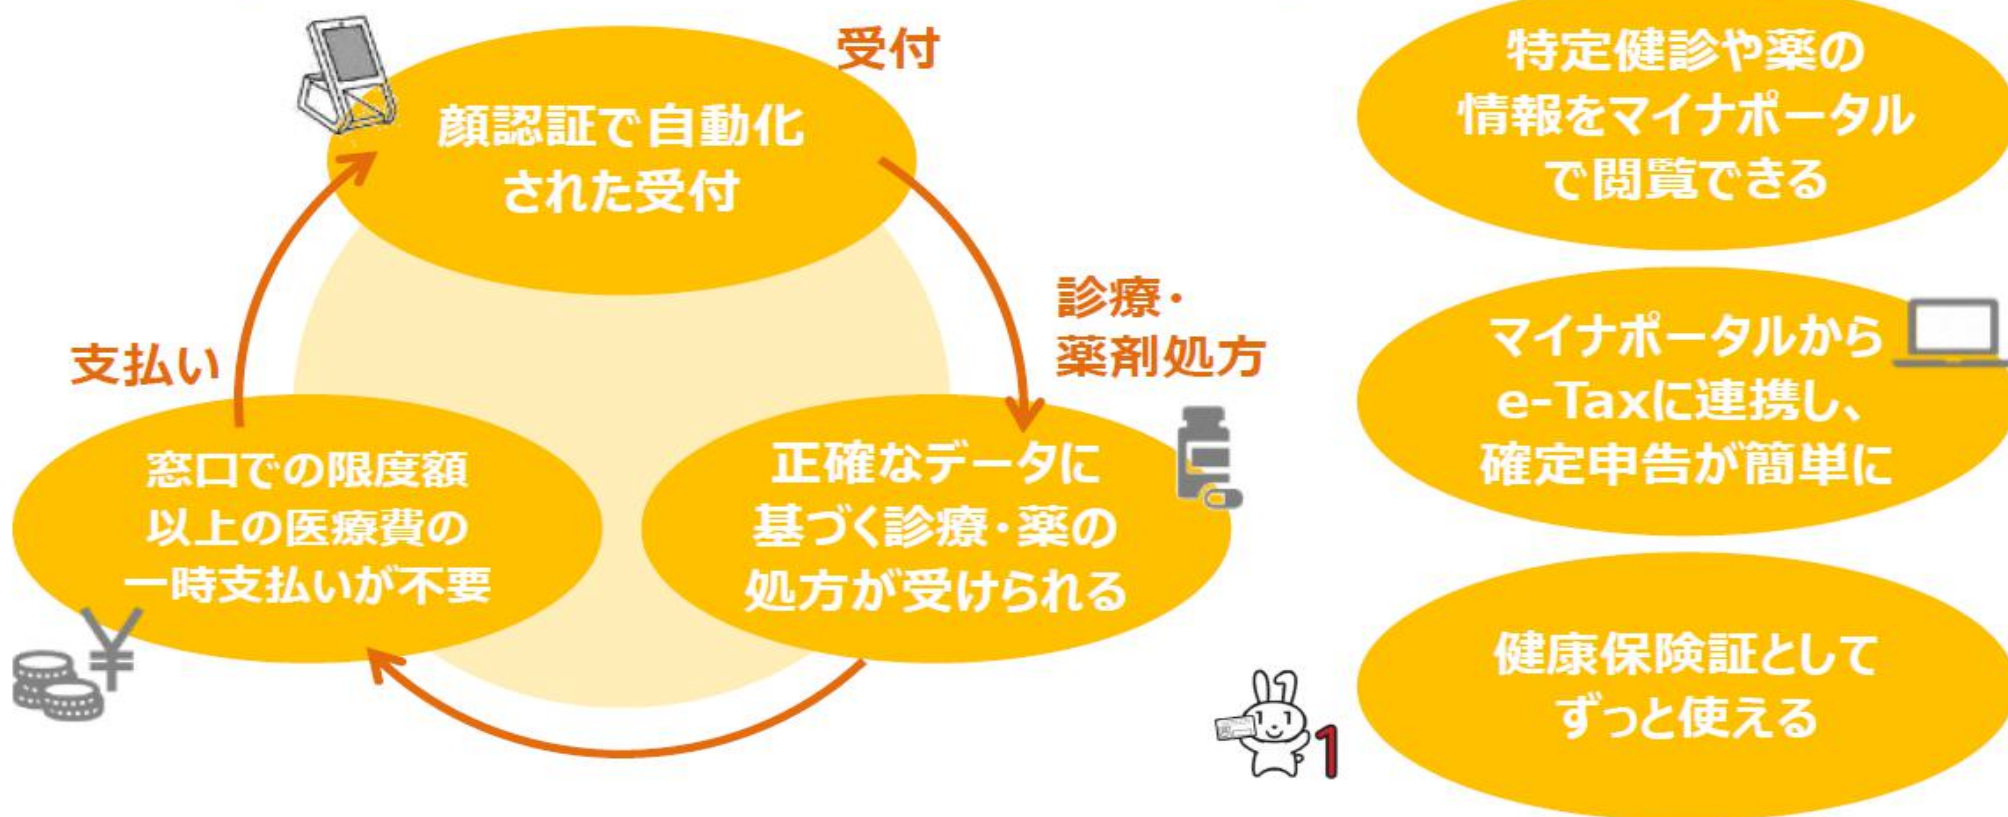 受付
顔認証で自動化
された受付
診療・
薬剤処方
正確なデータに
基づく診療・薬の
処方が受けられる
支払い
窓口での限度額
以上の医療費の
一時支払いが不要
¥
特定健診や薬の
情報をマイナポータル
で閲覧できる
マイナポータルから
e-Taxに連携し、
確定申告が簡単に
健康保険証として
ずっと使える
1